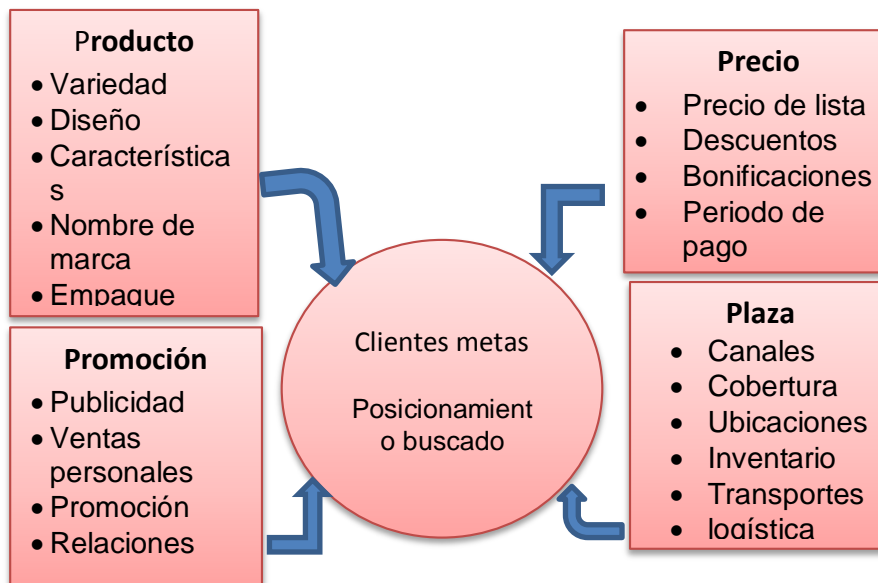 Producto
• Variedad
• Diseño
• Característica
s
• Nombre de
marca
• Empaque
Precio
• Precio de lista
• Descuentos
• Bonificaciones
• Periodo de
pago
Clientes metas
Posicionamient
o buscado
Promoción
• Publicidad
• Ventas
personales
• Promoción
• Relaciones
Plaza
• Canales
• Cobertura
• Ubicaciones
• Inventario
• Transportes
• logística